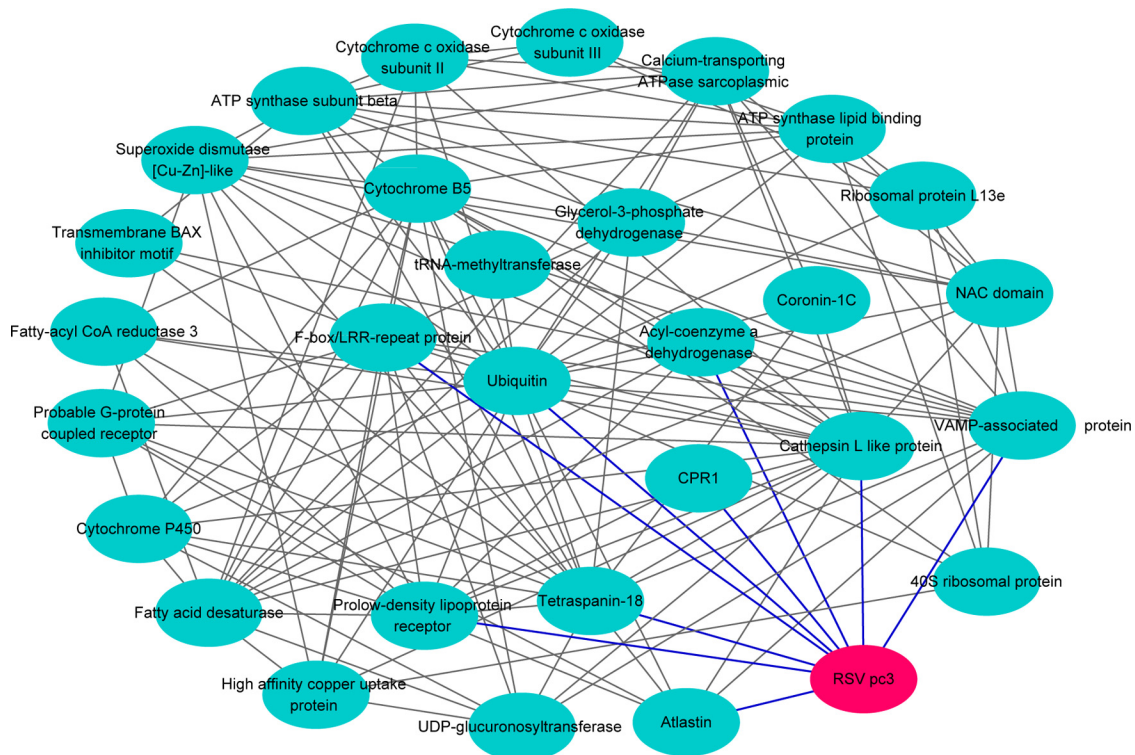 Cytochrome c oxidase
subunit II
Cytochrome c oxidase
subunit III
Calcium-transporting
ATPase sarcoplasmic
ATP synthase subunit beta
ATP synthase lipid binding
protein
Superoxide dismutase
[Cu-Zn]-like
Cytochrome B5
Ribosomal protein L13e
Glycerol-3-phosphate
dehydrogenase
Transmembrane BAX
inhibitor motif
tRNA-methyltransferase
NAC domain
Coronin-1C
Fatty-acyl CoA reductase 3
F-box/LRR-repeat protein
Acyl-coenzyme a
dehydrogenase
Ubiquitin
Probable G-protein
coupled receptor
VAMP-associated protein
Cathepsin L like protein
CPR1
Cytochrome P450
40S ribosomal protein
Fatty acid desaturase
Prolow-density lipoprotein
receptor
Tetraspanin-18
RSV pc3
High affinity copper uptake
protein
UDP-glucuronosyltransferase
Atlastin